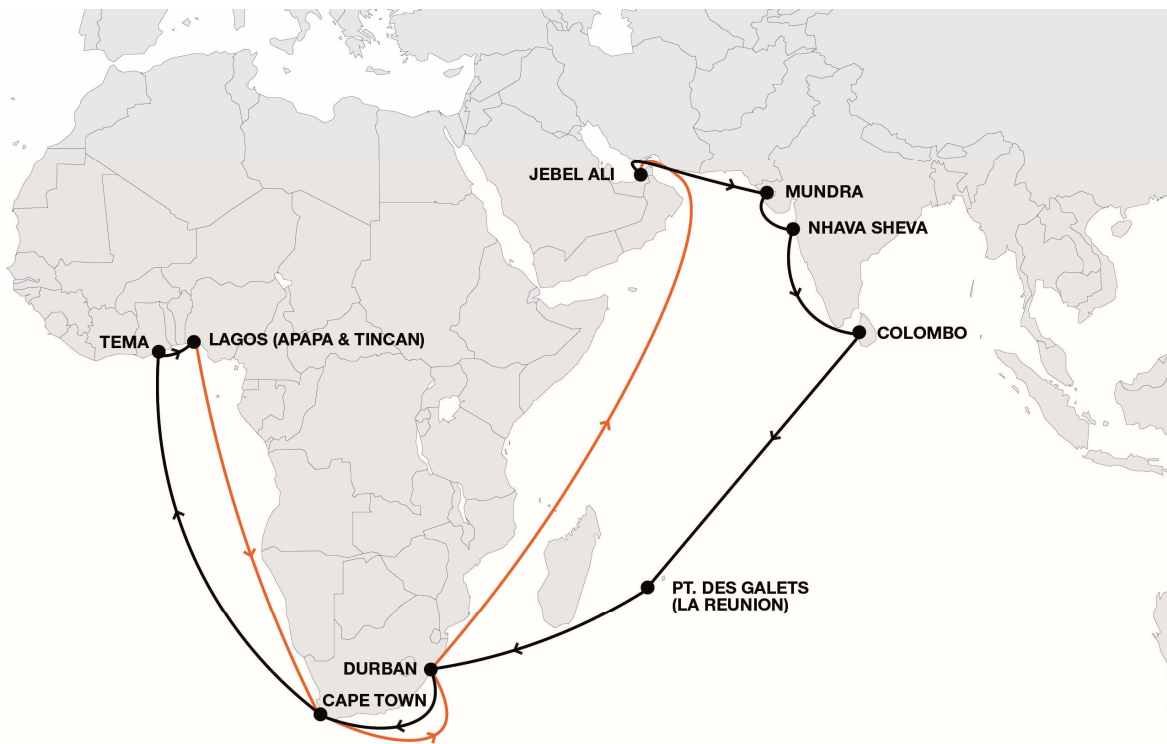 JEBEL ALI
MUNDRA
NHAVA SHEVA
COLOMBO
TEMA
LAGOS (APAPA & TINCAN)
PT. DES GALETS
(LA REUNION)
DURBAN
CAPE TOWN